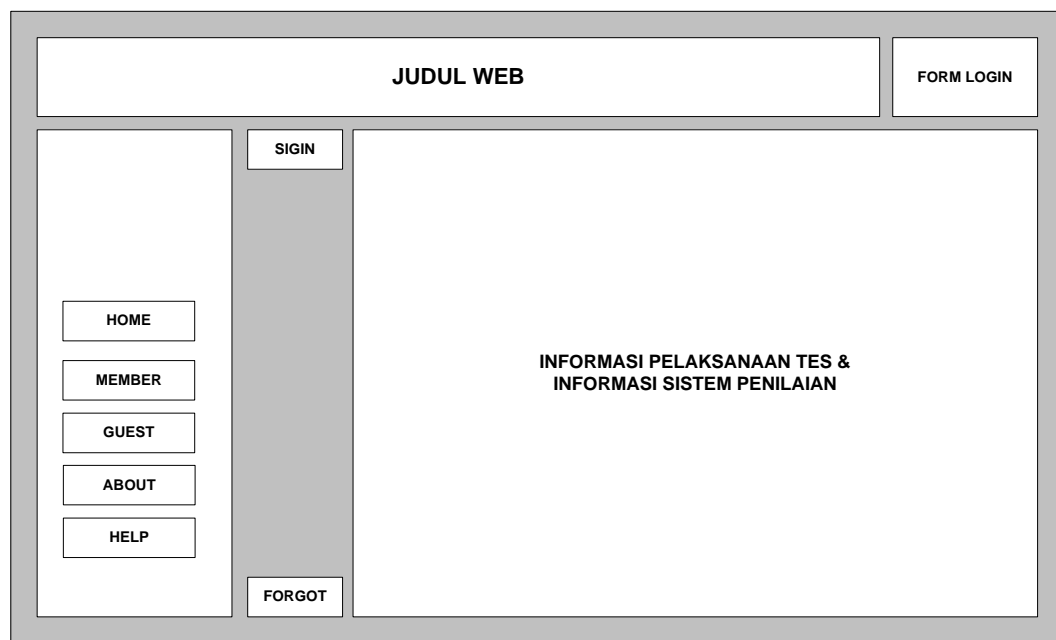 JUDUL WEB
FORM LOGIN
SIGIN
HOME
MEMBER
GUEST
ABOUT
HELP
FORGOT
INFORMASI PELAKSANAAN TES &
INFORMASI SISTEM PENILAIAN